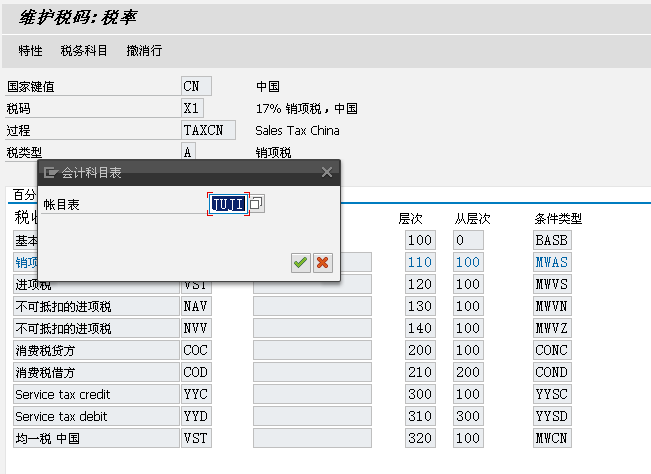 维护税码: 税率
特性 税务科目 撤消行
国家键值 CN 中国
税码 X1 17% 销项税，中国
过程 TAXCN Sales Tax China
税类型 A 销项税
会计科目表
帐目表
百分
税收 层次 从层次 条件类型
基本 100 0 BASB
销项 110 100 MWAS
进项税 VST 120 100 MWVS
不可抵扣的进项税 NAV 130 100 MWVN
不可抵扣的进项税 NVV 140 100 MWVZ
消费税贷方 COC 200 100 CONC
消费税借方 COD 210 200 COND
Service tax credit YYC 300 100 YYSC
Service tax debit YYD 310 300 YYSD
均一税 中国 VST 320 100 MWCN